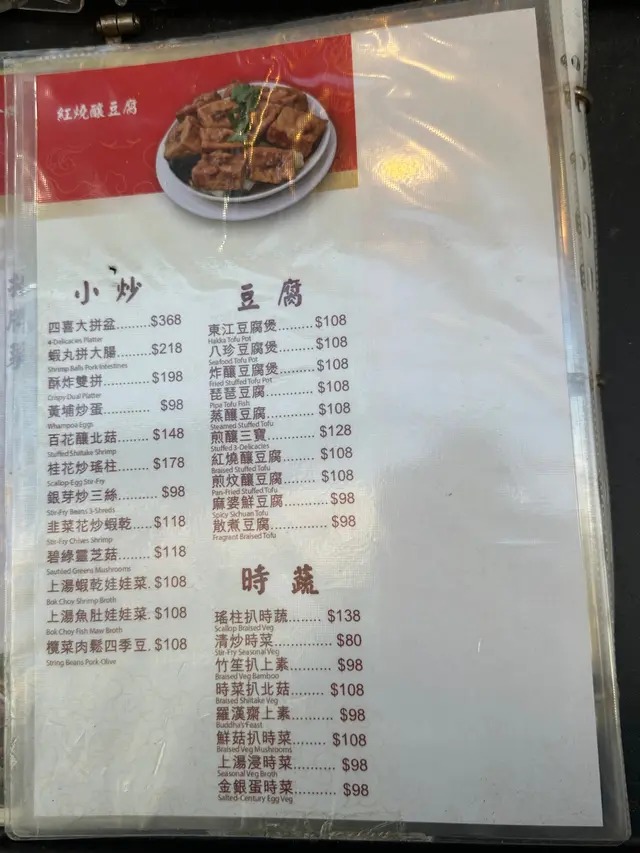 紅燒釀豆腐
小炒
四喜大拼盆........$368
4-Delicacies Platter
蝦丸拼大腸........$218
Shrimp Balls Pork Intestines
酥炸雙拼..........$198
Crispy Dual Platter
黃埔炒蛋........... $98
Whampoa Eggs
百花釀北菇.......$148
Stuffed Shiitake Shrimp
桂花炒瑤柱.......$178
Scallop-Egg Stir-Fry
銀芽炒三絲.........$98
Stir-Fry Beans 3-Shreds
韭菜花炒蝦乾.....$118
Stir-Fry Chives Shrimp
碧綠靈芝菇........$118
Sautéed Greens Mushrooms
上湯蝦乾娃娃菜. $108
Bok Choy Shrimp Broth
上湯魚肚娃娃菜. $108
Bok Choy Fish Maw Broth
欖菜肉鬆四季豆. $108
String Beans Pork-Olive
豆腐
東江豆腐煲.........$108
Hakka Tofu Pot
八珍豆腐煲.........$108
Seafood Tofu Pot
炸釀豆腐煲.........$108
Fried Stuffed Tofu Pot
琵琶豆腐............ $108
Pipa Tofu Fish
蒸釀豆腐............ $108
Steamed Stuffed Tofu
煎釀三寶............ $128
Stuffed 3-Delicacies
紅燒釀豆腐........ $108
Braised Stuffed Tofu
煎炆釀豆腐........ $108
Pan-Fried Stuffed Tofu
麻婆鮮豆腐.......... $98
Spicy Sichuan Tofu
散煮豆腐.............. $98
Fragrant Braised Tofu
時蔬
瑤柱扒時蔬........ $138
Scallop Braised Veg
清炒時菜..............$80
Stir-Fry Seasonal Veg
竹笙扒上素.......... $98
Braised Veg Bamboo
時菜扒北菇........ $108
Braised Shiitake Veg
羅漢齋上素.......... $98
Buddha's Feast
鮮菇扒時菜........ $108
Braised Veg Mushrooms
上湯浸時菜.......... $98
Seasonal Veg Broth
金銀蛋時菜.......... $98
Salted-Century Egg Veg